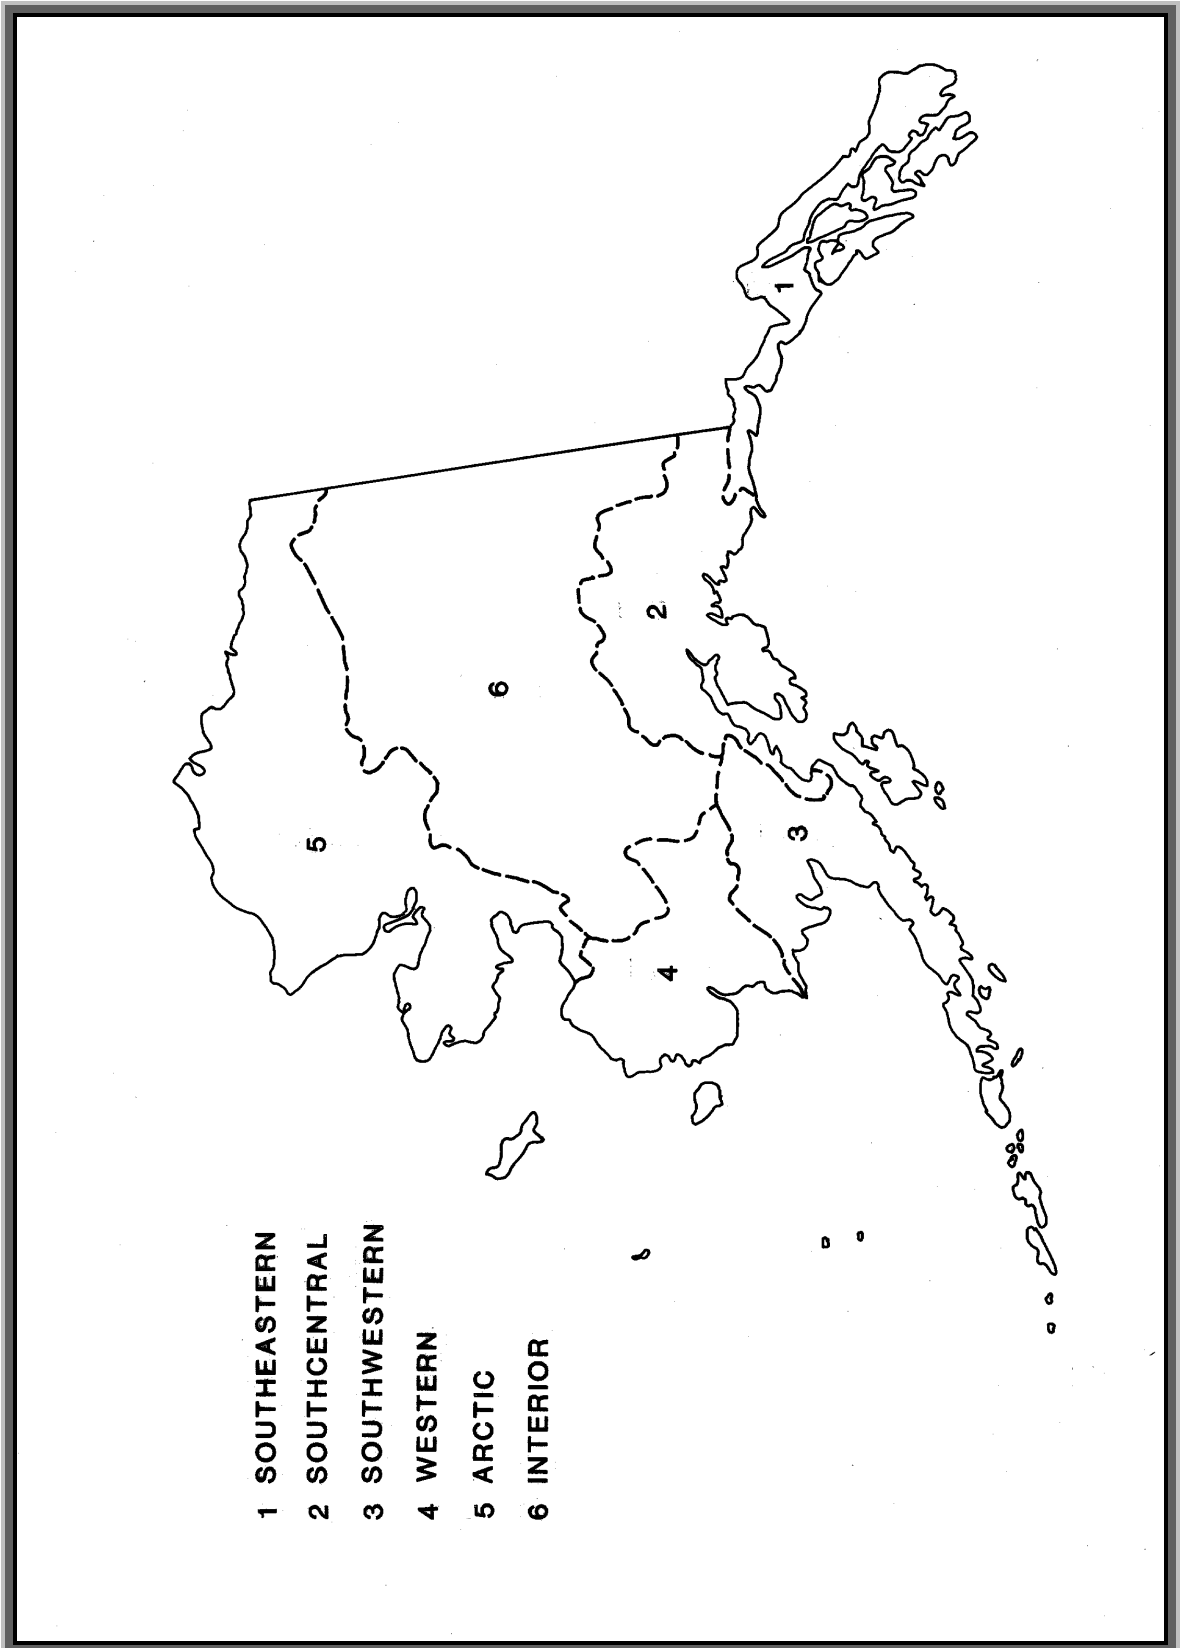 1 SOUTHEASTERN
2 SOUTHCENTRAL
3 SOUTHWESTERN
4 WESTERN
5 ARCTIC
6 INTERIOR
5
6
4
2
3
1